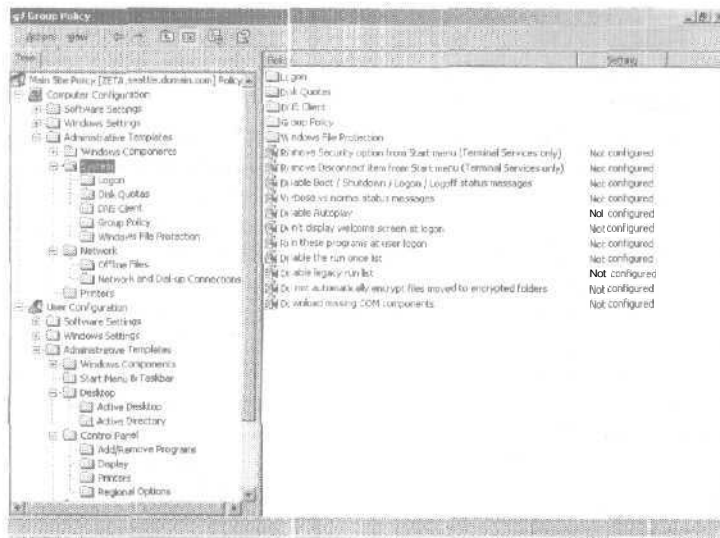 Group Policy
Action View
Tree
Policy Setting
Main Site Policy [ZETA.seattle.domain.com] Policy
Computer Configuration
Software Settings
Windows Settings
Administrative Templates
Windows Components
System
Logon
Disk Quotas
DNS Client
Group Policy
Windows File Protection
Network
Offline Files
Network and Dial-up Connections
Printers
User Configuration
Software Settings
Windows Settings
Administrative Templates
Windows Components
Start Menu & Taskbar
Desktop
Active Desktop
Active Directory
Control Panel
Add/Remove Programs
Display
Printers
Regional Options
Logon
Disk Quotas
DNS Client
Group Policy
Windows File Protection
Remove Security option from Start menu (Terminal Services only) Not configured
Remove Disconnect item from Start menu (Terminal Services only) Not configured
Disable Boot / Shutdown / Logon / Logoff status messages Not configured
Verbose vs normal status messages Not configured
Disable Autoplay Not configured
Don't display welcome screen at logon Not configured
Run these programs at user logon Not configured
Disable the run once list Not configured
Disable legacy run list Not configured
Do not automatically encrypt files moved to encrypted folders Not configured
Download missing COM components Not configured